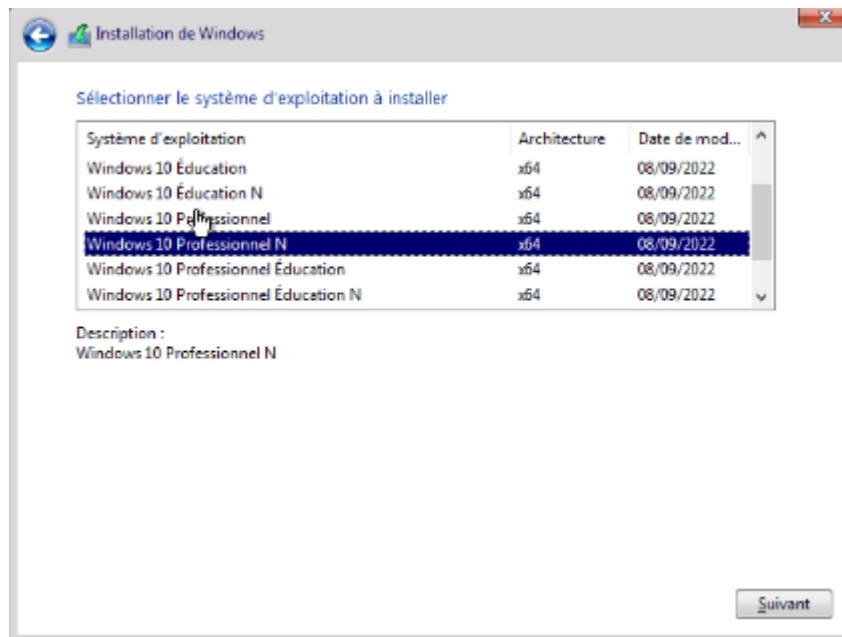 Installation de Windows
Sélectionner le système d'exploitation à installer
Système d'exploitation Architecture Date de mod...
Windows 10 Éducation x64 08/09/2022
Windows 10 Éducation N x64 08/09/2022
Windows 10 Professionnel x64 08/09/2022
Windows 10 Professionnel N x64 08/09/2022
Windows 10 Professionnel Éducation x64 08/09/2022
Windows 10 Professionnel Éducation N x64 08/09/2022
Description :
Windows 10 Professionnel N
Suivant